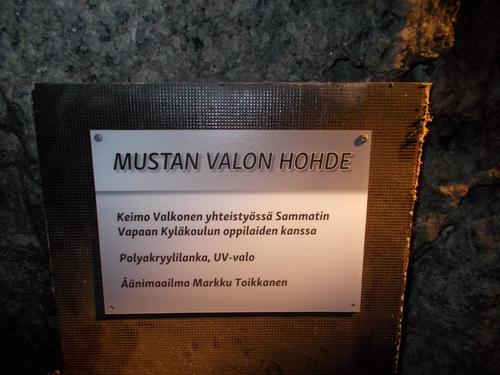 MUSTAN VALON HOHDE
Keimo Valkonen yhteistyössä Sammatin
Vapaan Kyläkoulun oppilaiden kanssa
Polyakryylilanka, UV-valo
Äänimaailma Markku Toikkanen